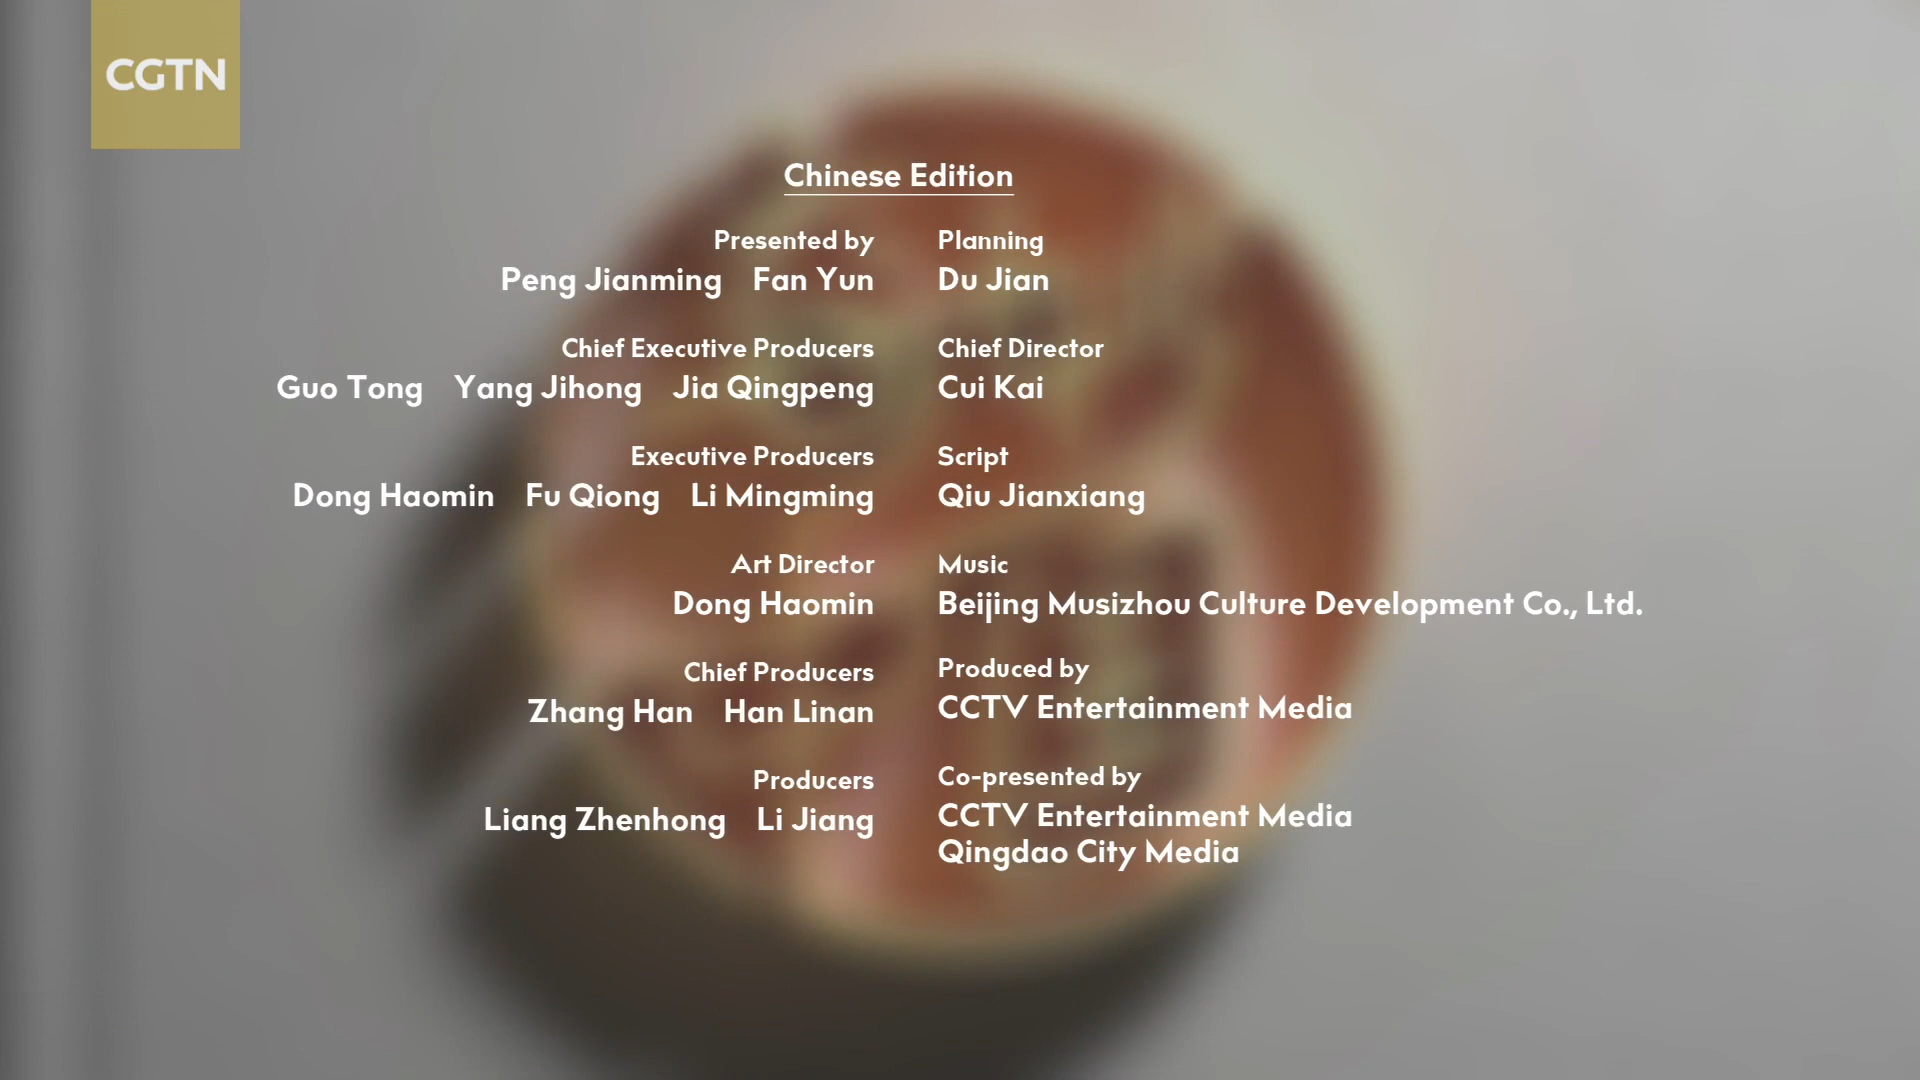 CGTN
Chinese Edition
Presented by
Peng Jianming Fan Yun
Chief Executive Producers
Guo Tong Yang Jihong Jia Qingpeng
Executive Producers
Dong Haomin Fu Qiong Li Mingming
Art Director
Dong Haomin
Chief Producers
Zhang Han Han Linan
Producers
Liang Zhenhong Li Jiang
Planning
Du Jian
Chief Director
Cui Kai
Script
Qiu Jianxiang
Music
Beijing Musizhou Culture Development Co., Ltd.
Produced by
CCTV Entertainment Media
Co-presented by
CCTV Entertainment Media
Qingdao City Media